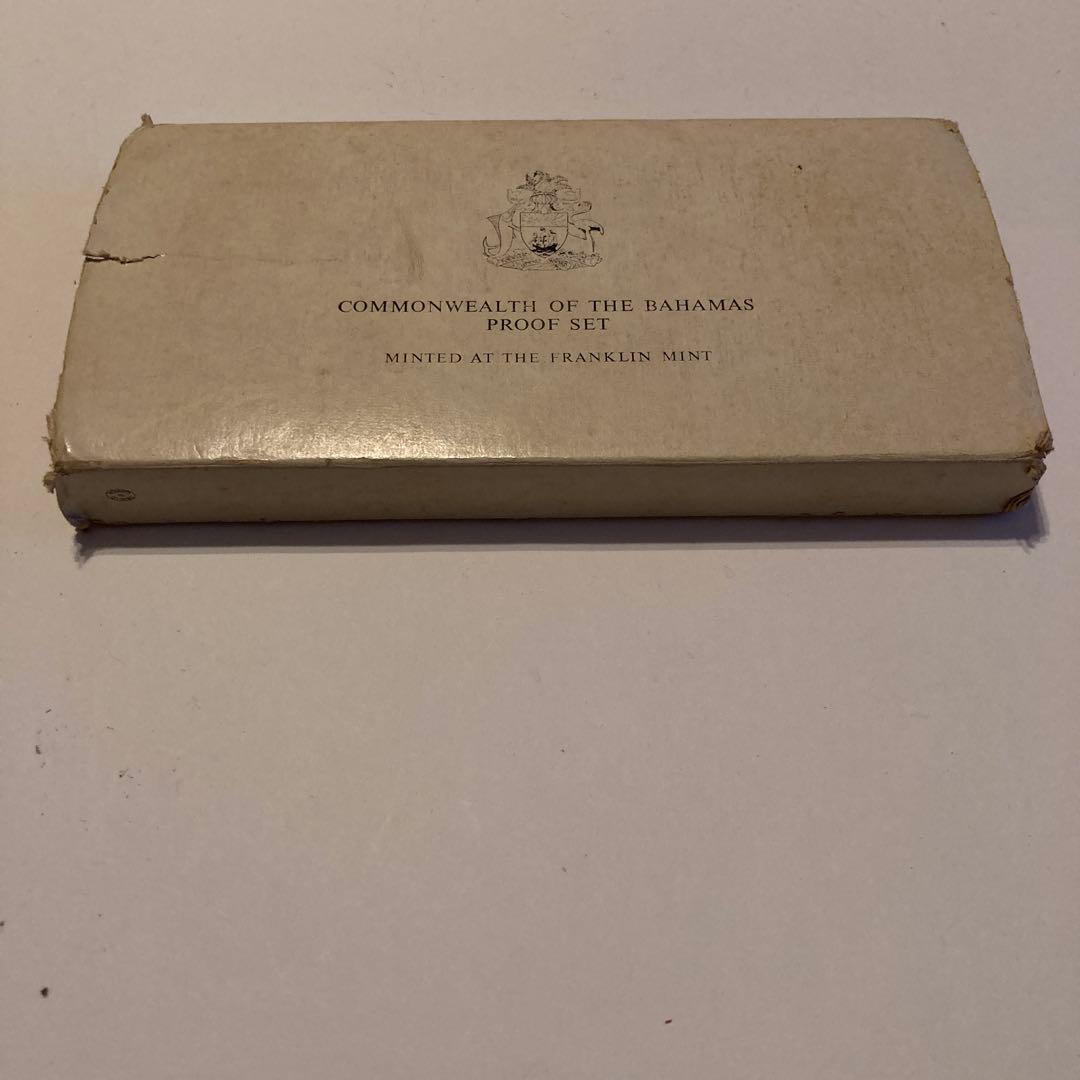 COMMONWEALTH OF THE BAHAMAS
PROOF SET
MINTED AT THE FRANKLIN MINT